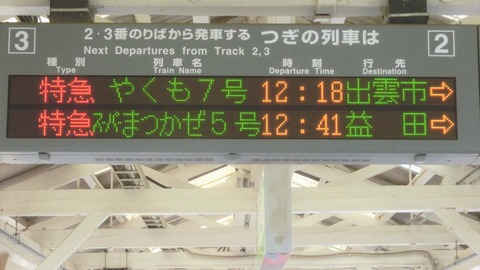 3
2・3番のりばから発車する つぎの列車は
Next Departures from Track 2,3
2
種別 列車名 時刻 行先
Type Train Name Departure Time Destination
特急 やくも7号 12:18 出雲市⇨
特急 スーパーまつかぜ5号 12:41 益田⇨